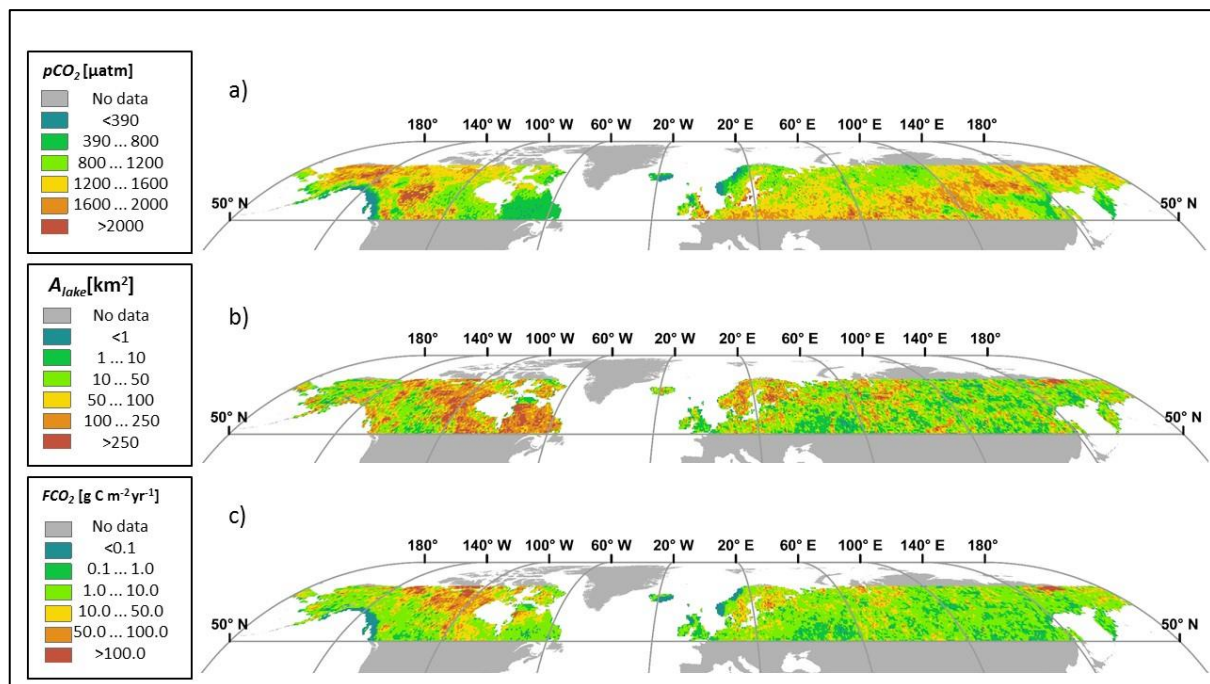 pCO₂ [µatm]
No data
<390
390 ... 800
800 ... 1200
1200 ... 1600
1600 ... 2000
>2000
a)
180° 140° W 100° W 60° W 20° W 20° E 60° E 100° E 140° E 180°
50° N 50° N
A_lake[km²]
No data
<1
1 ... 10
10 ... 50
50 ... 100
100 ... 250
>250
b)
180° 140° W 100° W 60° W 20° W 20 E 60° E 100° E 140° E 180°
50° N 50° N
FCO₂ [g C m⁻² yr⁻¹]
No data
<0.1
0.1 ... 1.0
1.0 ... 10.0
10.0 ... 50.0
50.0 ... 100.0
>100.0
c)
180° 140° W 100° W 60° W 20° W 20° E 60° E 100° E 140° E 180°
50° N 50° N